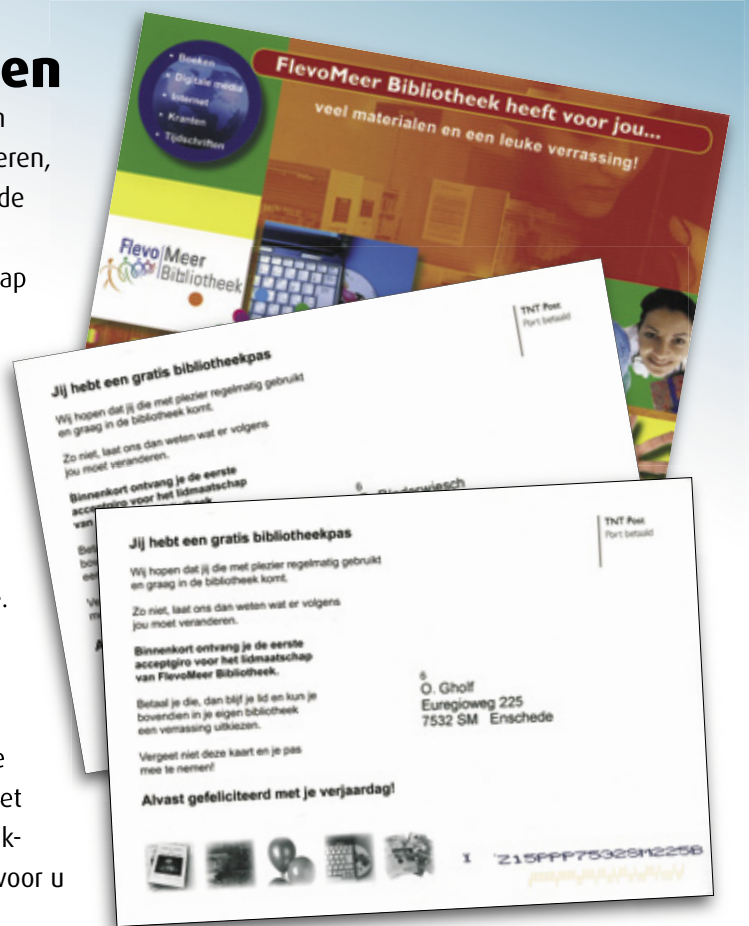 en
n
eren,
de
ap
.
e
et
k-
voor u
• Boeken
• Digitale media
• Internet
• Kranten
• Tijdschriften
FlevoMeer Bibliotheek heeft voor jou...
veel materialen en een leuke verrassing!
FlevoMeer
Bibliotheek
TNT Post
Port betaald
Jij hebt een gratis bibliotheekpas
Wij hopen dat jij die met plezier regelmatig gebruikt
en graag in de bibliotheek komt.
Zo niet, laat ons dan weten wat er volgens
jou moet veranderen.
Binnenkort ontvang je de eerste
acceptgiro voor het lidmaatschap
van
6
TNT Post
Port betaald
Jij hebt een gratis bibliotheekpas
Wij hopen dat jij die met plezier regelmatig gebruikt
en graag in de bibliotheek komt.
Zo niet, laat ons dan weten wat er volgens
jou moet veranderen.
Binnenkort ontvang je de eerste
acceptgiro voor het lidmaatschap
van FlevoMeer Bibliotheek.
Betaal je die, dan blijf je lid en kun je
bovendien in je eigen bibliotheek
een verrassing uitkiezen.
Vergeet niet deze kaart en je pas
mee te nemen!
Alvast gefeliciteerd met je verjaardag!
6
O. Gholf
Euregioweg 225
7532 SM Enschede
I Z15PPP7532SM225B